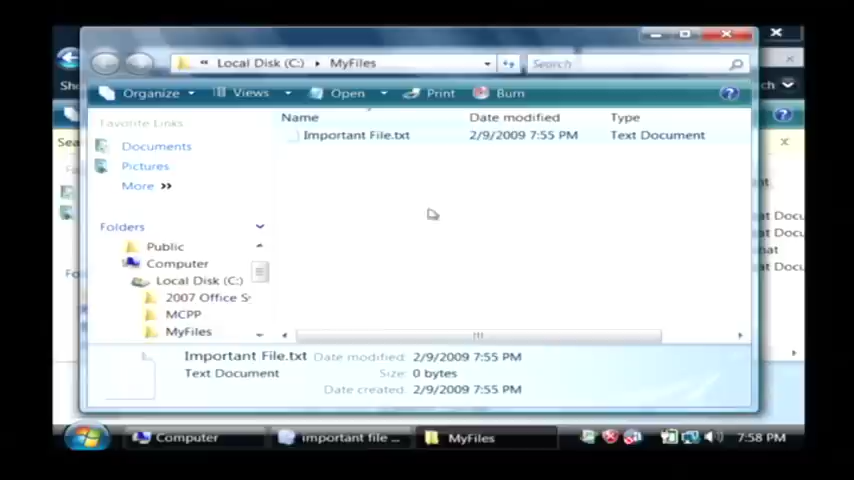 Local Disk (C:) MyFiles
Search
Organize Views Open Print Burn
Favorite Links
Documents
Pictures
More
Folders
Public
Computer
Local Disk (C:)
2007 Office
MCPP
MyFiles
Name Date modified Type
Important File.txt 2/9/2009 7:55 PM Text Document
Important File.txt Date modified: 2/9/2009 7:55 PM
Text Document Size: 0 bytes
Date created: 2/9/2009 7:55 PM
Computer important file ... MyFiles 7:58 PM